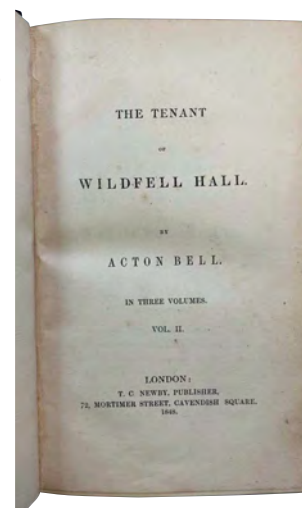 THE TENANT
OF
WILDFELL HALL.
BY
ACTON BELL.
IN THREE VOLUMES.
VOL. II.
LONDON:
T. C. NEWBY, PUBLISHER,
72, MORTIMER STREET, CAVENDISH SQUARE.
1848.